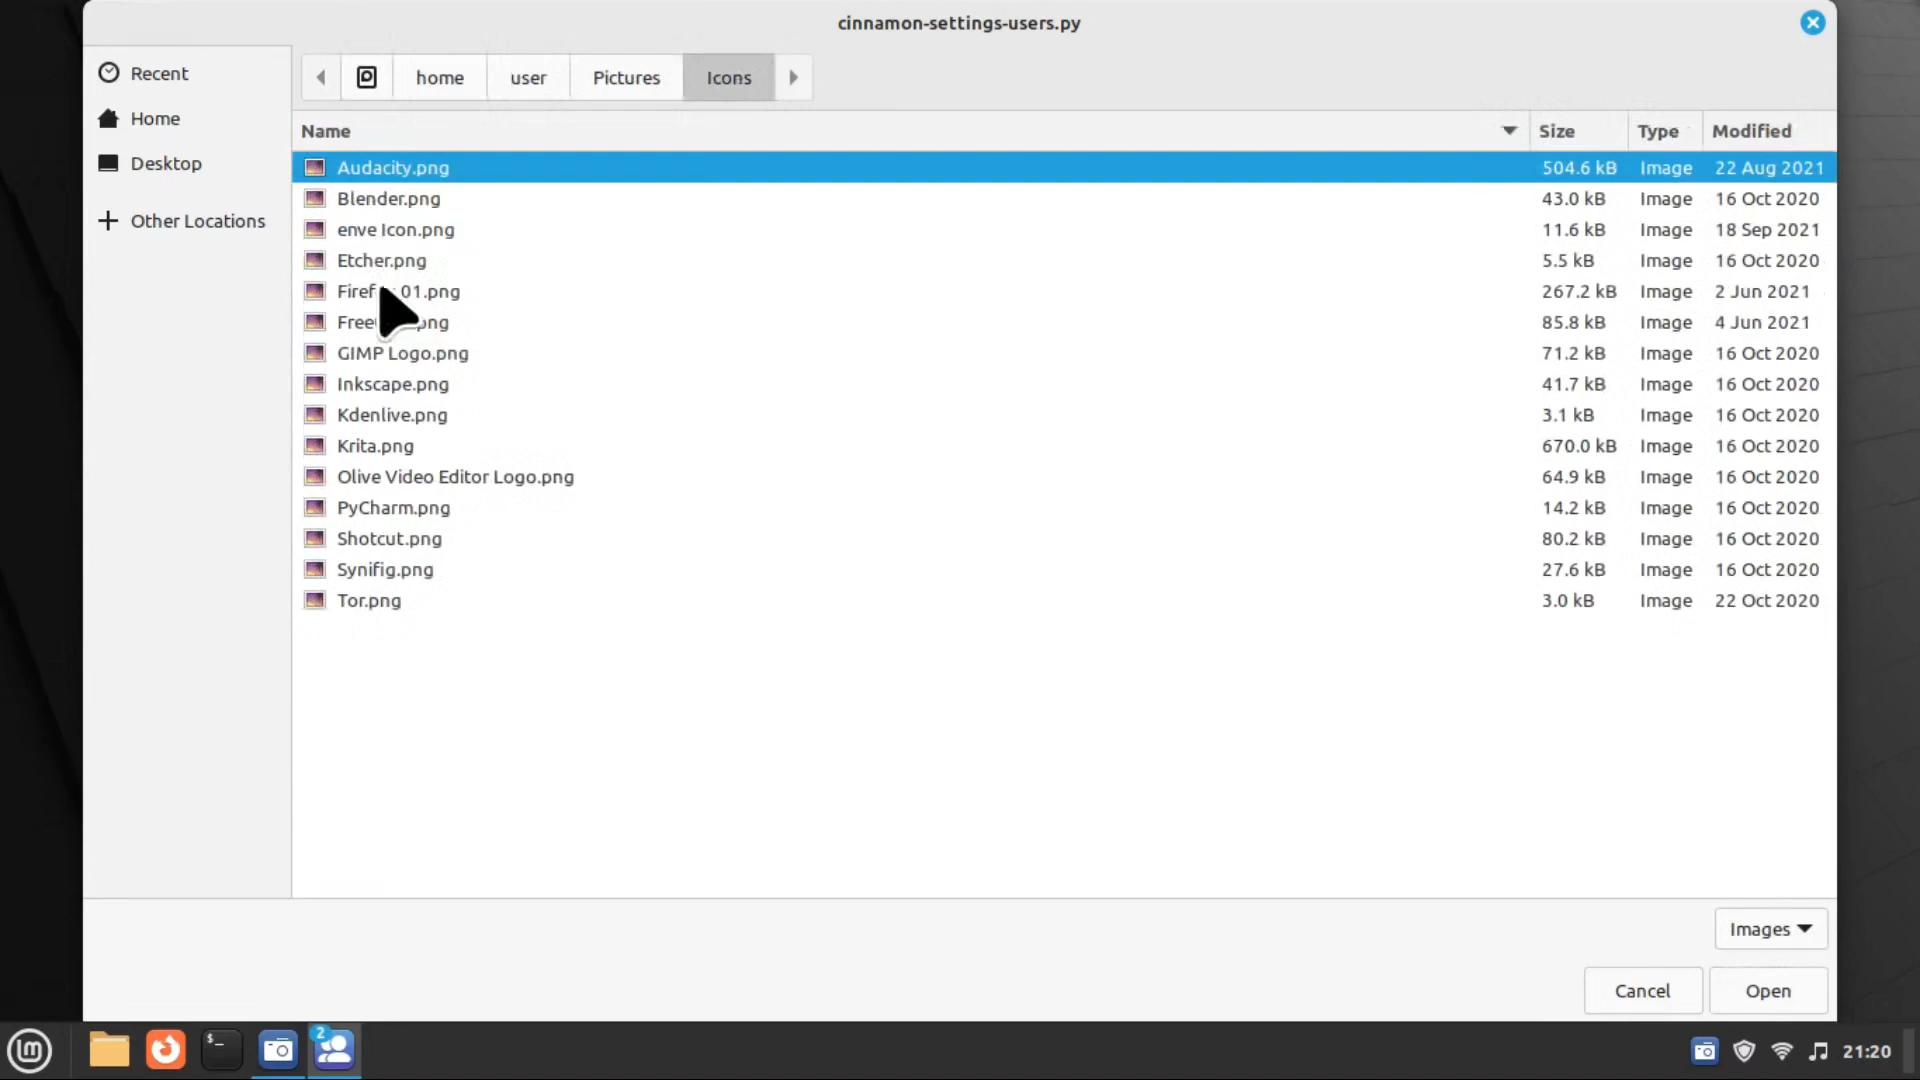 cinnamon-settings-users.py
Recent
Home
Desktop
Other Locations
home user Pictures Icons
Name Size Type Modified
Audacity.png 504.6 kB Image 22 Aug 2021
Blender.png 43.0 kB Image 16 Oct 2020
enve Icon.png 11.6 kB Image 18 Sep 2021
Etcher.png 5.5 kB Image 16 Oct 2020
01.png 267.2 kB Image 2 Jun 2021
85.8 kB Image 4 Jun 2021
GIMP Logo.png 71.2 kB Image 16 Oct 2020
Inkscape.png 41.7 kB Image 16 Oct 2020
Kdenlive.png 3.1 kB Image 16 Oct 2020
Krita.png 670.0 kB Image 16 Oct 2020
Olive Video Editor Logo.png 64.9 kB Image 16 Oct 2020
PyCharm.png 14.2 kB Image 16 Oct 2020
Shotcut.png 80.2 kB Image 16 Oct 2020
Synifig.png 27.6 kB Image 16 Oct 2020
Tor.png 3.0 kB Image 22 Oct 2020
Images
Cancel Open
2
21:20